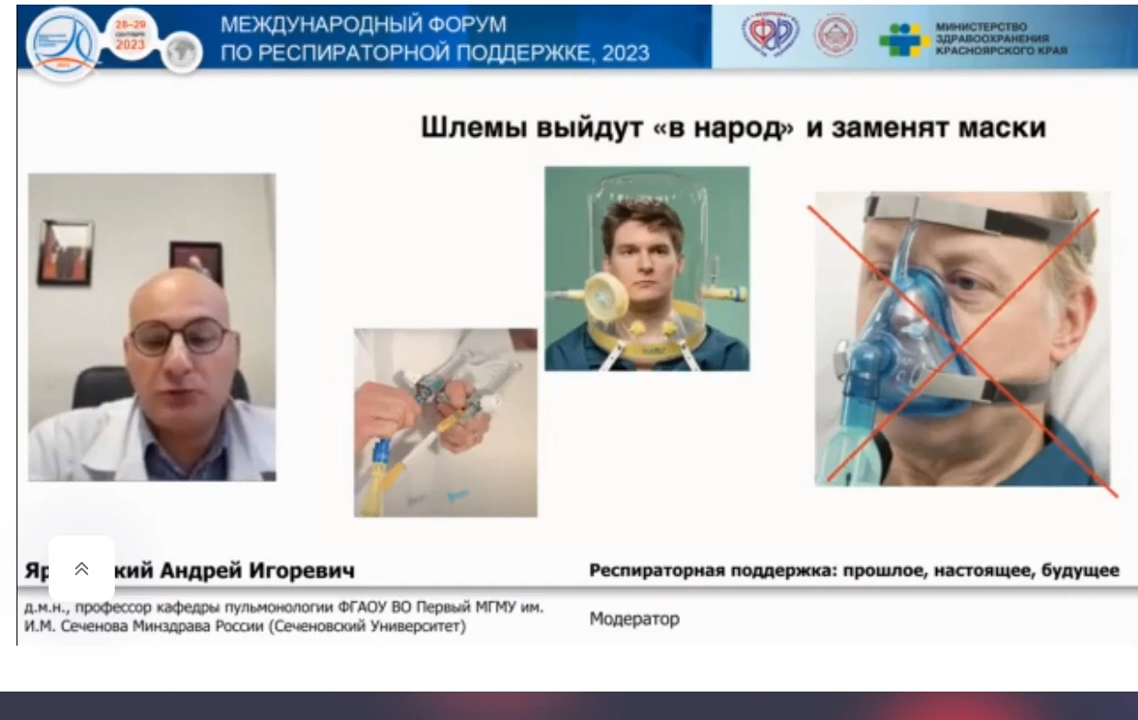 28–29
СЕНТЯБРЯ
2023
МЕЖДУНАРОДНЫЙ ФОРУМ
ПО РЕСПИРАТОРНОЙ ПОДДЕРЖКЕ, 2023
МИНИСТЕРСТВО
ЗДРАВООХРАНЕНИЯ
КРАСНОЯРСКОГО КРАЯ
Шлемы выйдут «в народ» и заменят маски
Андрей Игоревич
д.м.н., профессор кафедры пульмонологии ФГАОУ ВО Первый МГМУ им.
И.М. Сеченова Минздрава России (Сеченовский Университет)
Респираторная поддержка: прошлое, настоящее, будущее
Модератор